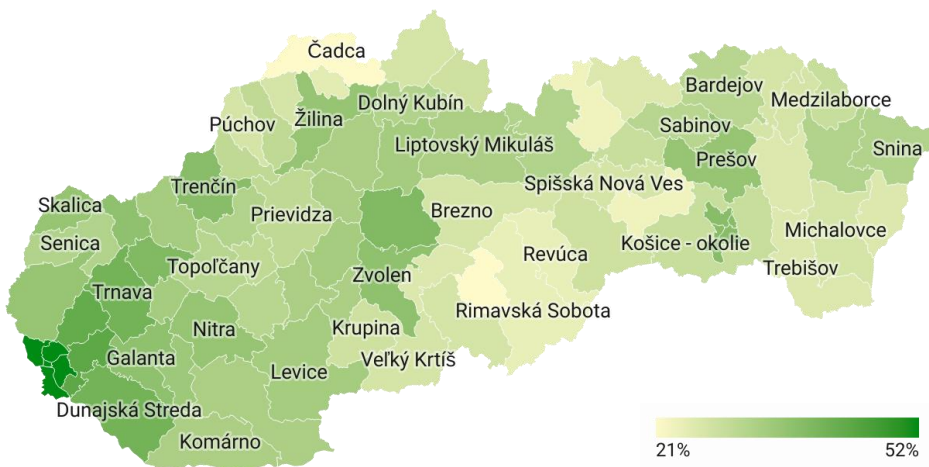 Čadca
Bardejov
Medzilaborce
Dolný Kubín
Žilina
Púchov
Sabinov
Liptovský Mikuláš
Snina
Prešov
Trenčín
Spišská Nová Ves
Skalica
Prievidza
Brezno
Michalovce
Senica
Revúca
Košice - okolie
Topoľčany
Zvolen
Trebišov
Trnava
Rimavská Sobota
Nitra
Krupina
Galanta
Veľký Krtíš
Levice
Dunajská Streda
Komárno
21%
52%